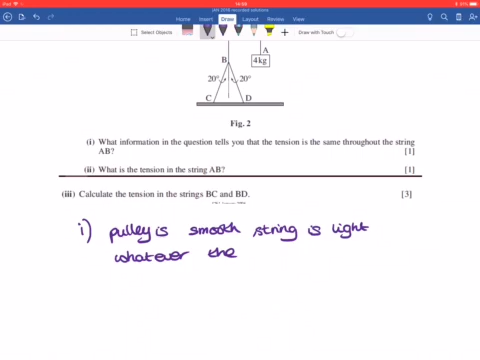 iPad
16:09
JAN 2018 recorded solutions
Home Insert Draw Layout Review View
Select Objects
Draw with Touch
B
A
4 kg
20° 20°
C D
Fig. 2
(i) What information in the question tells you that the tension is the same throughout the string
AB? [1]
(ii) What is the tension in the string AB? [1]
(iii) Calculate the tension in the strings BC and BD. [3]
i) pulley is smooth string is light
whatever the